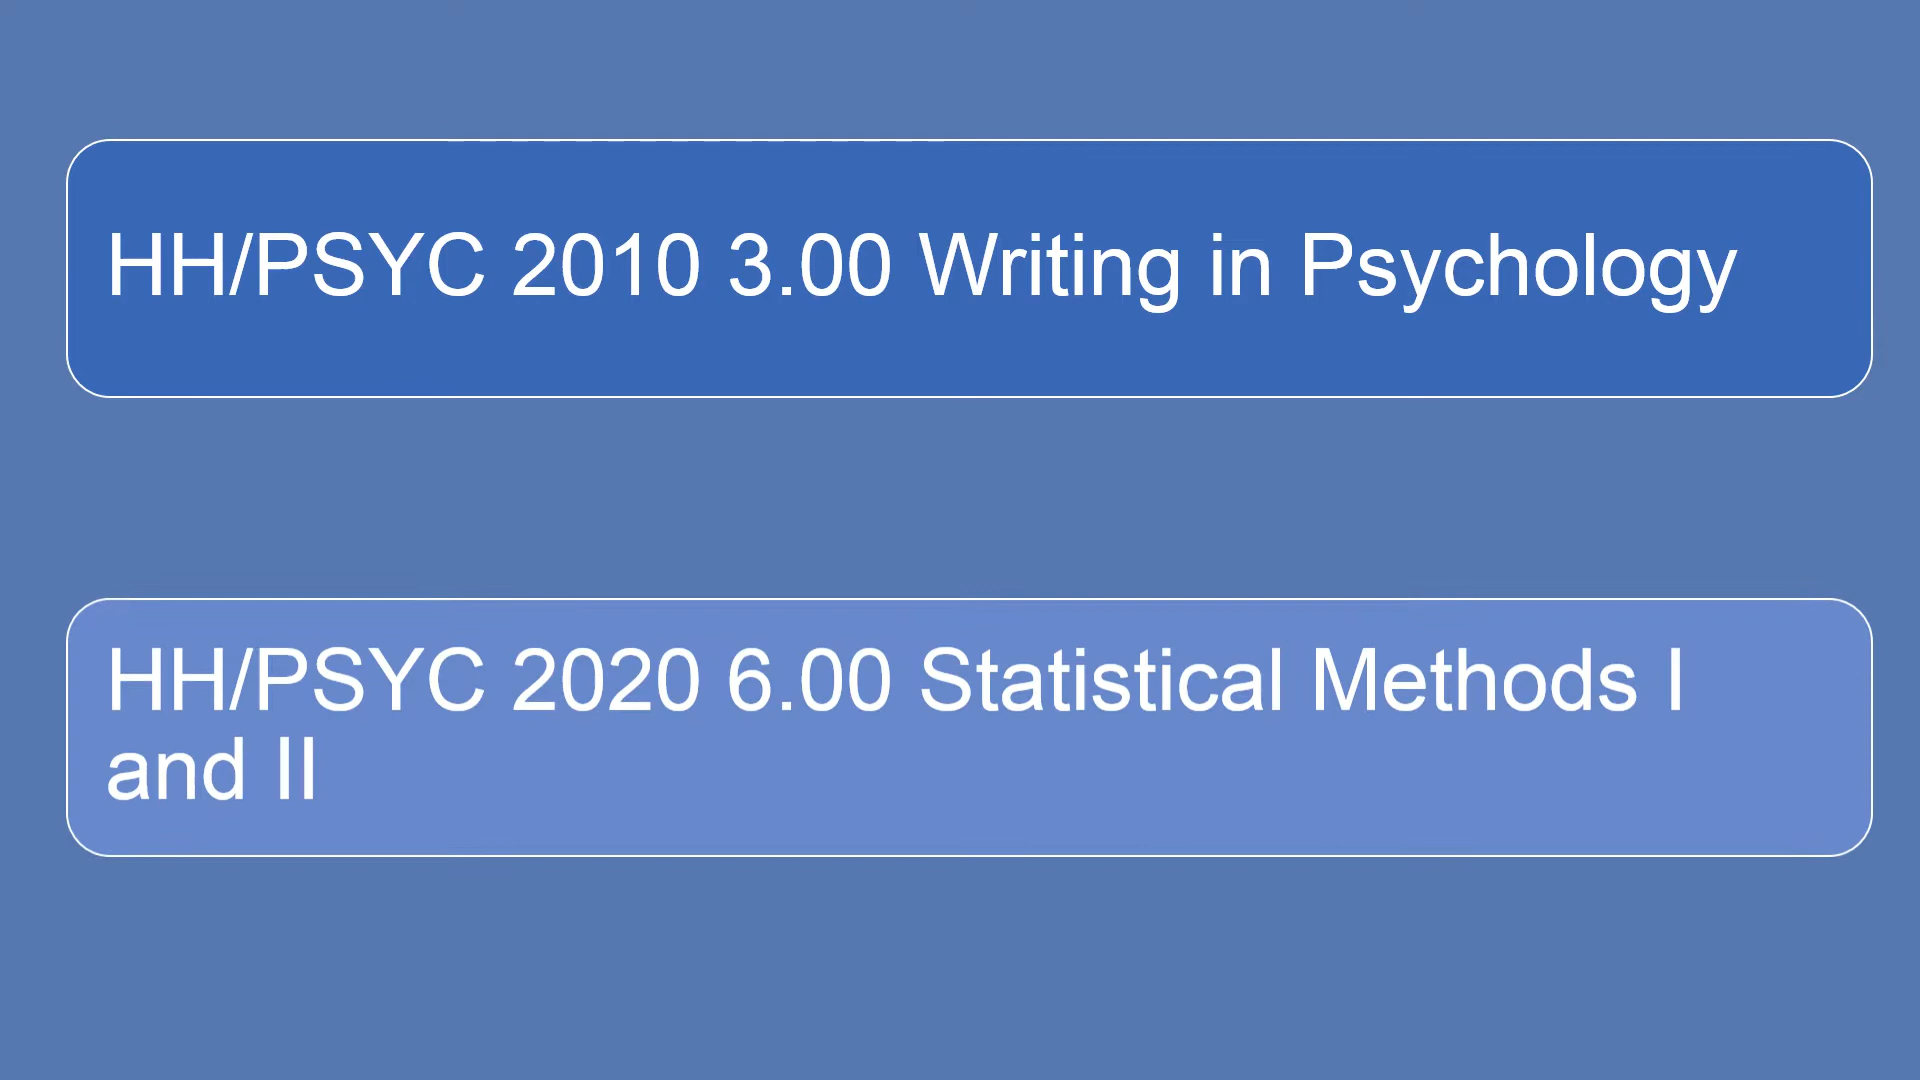 HH/PSYC 2010 3.00 Writing in Psychology
HH/PSYC 2020 6.00 Statistical Methods I
and II